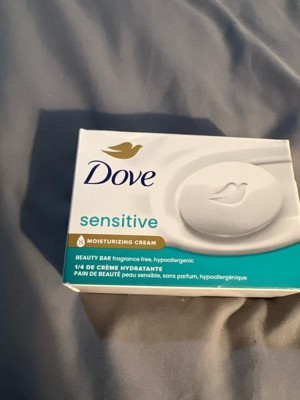 Dove
sensitive
1/4 MOISTURIZING CREAM
BEAUTY BAR fragrance free, hypoallergenic
1/4 DE CRÈME HYDRATANTE
PAIN DE BEAUTÉ peau sensible, sans parfum, hypoallergénique